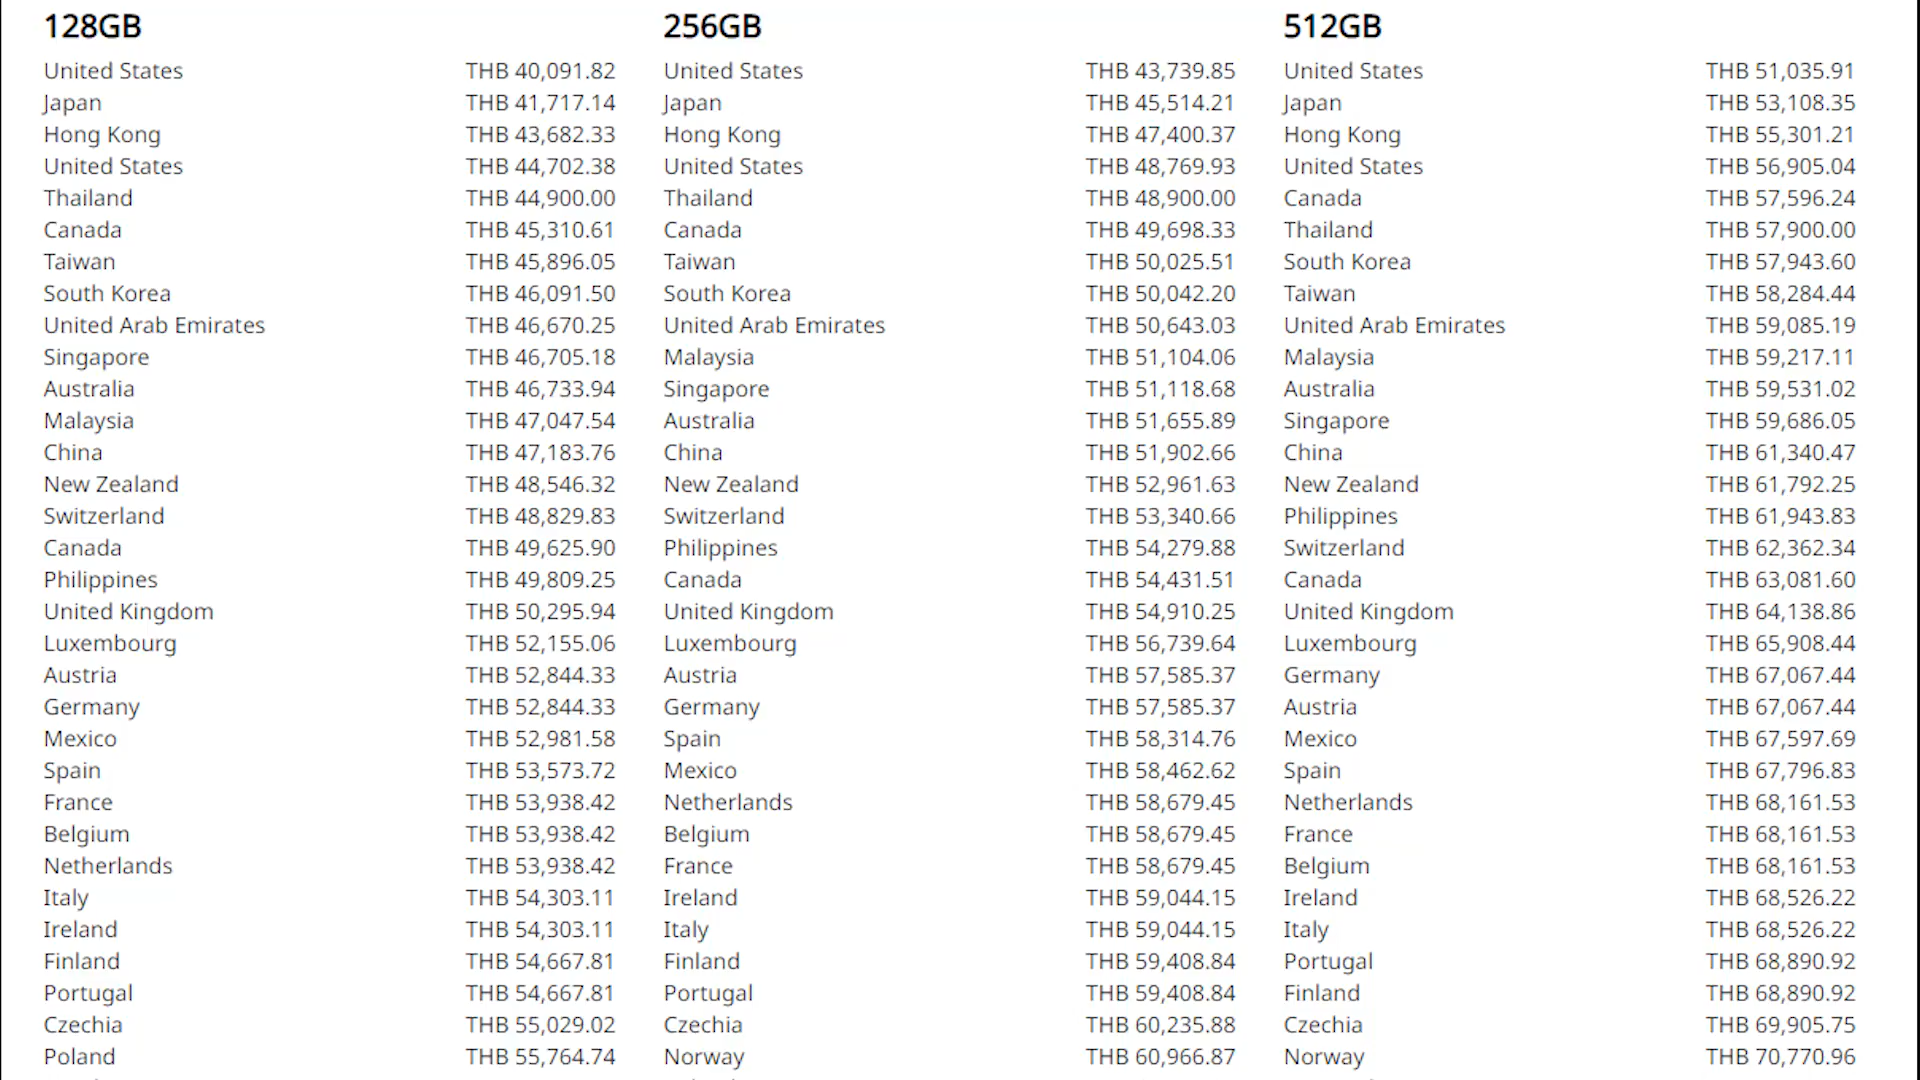 128GB 256GB 512GB
United States THB 40,091.82 United States THB 43,739.85 United States THB 51,035.91
Japan THB 41,717.14 Japan THB 45,514.21 Japan THB 53,108.35
Hong Kong THB 43,682.33 Hong Kong THB 47,400.37 Hong Kong THB 55,301.21
United States THB 44,702.38 United States THB 48,769.93 United States THB 56,905.04
Thailand THB 44,900.00 Thailand THB 48,900.00 Canada THB 57,596.24
Canada THB 45,310.61 Canada THB 49,698.33 Thailand THB 57,900.00
Taiwan THB 45,896.05 Taiwan THB 50,025.51 South Korea THB 57,943.60
South Korea THB 46,091.50 South Korea THB 50,042.20 Taiwan THB 58,284.44
United Arab Emirates THB 46,670.25 United Arab Emirates THB 50,643.03 United Arab Emirates THB 59,085.19
Singapore THB 46,705.18 Malaysia THB 51,104.06 Malaysia THB 59,217.11
Australia THB 46,733.94 Singapore THB 51,118.68 Australia THB 59,531.02
Malaysia THB 47,047.54 Australia THB 51,655.89 Singapore THB 59,686.05
China THB 47,183.76 China THB 51,902.66 China THB 61,340.47
New Zealand THB 48,546.32 New Zealand THB 52,961.63 New Zealand THB 61,792.25
Switzerland THB 48,829.83 Switzerland THB 53,340.66 Philippines THB 61,943.83
Canada THB 49,625.90 Philippines THB 54,279.88 Switzerland THB 62,362.34
Philippines THB 49,809.25 Canada THB 54,431.51 Canada THB 63,081.60
United Kingdom THB 50,295.94 United Kingdom THB 54,910.25 United Kingdom THB 64,138.86
Luxembourg THB 52,155.06 Luxembourg THB 56,739.64 Luxembourg THB 65,908.44
Austria THB 52,844.33 Austria THB 57,585.37 Germany THB 67,067.44
Germany THB 52,844.33 Germany THB 57,585.37 Austria THB 67,067.44
Mexico THB 52,981.58 Spain THB 58,314.76 Mexico THB 67,597.69
Spain THB 53,573.72 Mexico THB 58,462.62 Spain THB 67,796.83
France THB 53,938.42 Netherlands THB 58,679.45 Netherlands THB 68,161.53
Belgium THB 53,938.42 Belgium THB 58,679.45 France THB 68,161.53
Netherlands THB 53,938.42 France THB 58,679.45 Belgium THB 68,161.53
Italy THB 54,303.11 Ireland THB 59,044.15 Ireland THB 68,526.22
Ireland THB 54,303.11 Italy THB 59,044.15 Italy THB 68,526.22
Finland THB 54,667.81 Finland THB 59,408.84 Portugal THB 68,890.92
Portugal THB 54,667.81 Portugal THB 59,408.84 Finland THB 68,890.92
Czechia THB 55,029.02 Czechia THB 60,235.88 Czechia THB 69,905.75
Poland THB 55,764.74 Norway THB 60,966.87 Norway THB 70,770.96